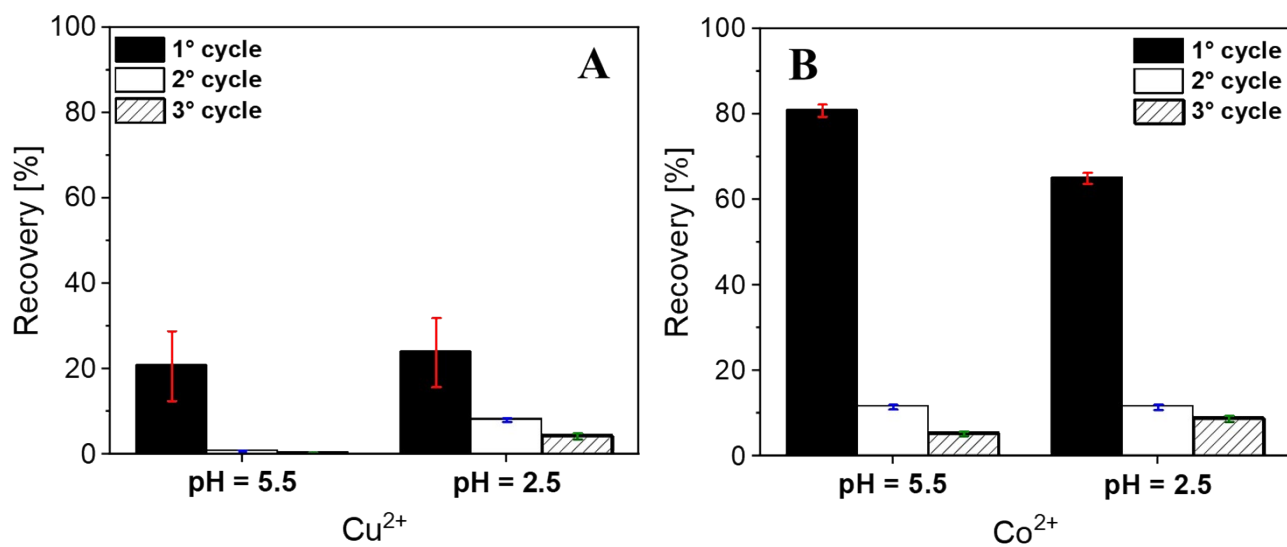 A
1° cycle
2° cycle
3° cycle
Recovery [%]
100
80
60
40
20
0
pH = 5.5
pH = 2.5
Cu²⁺
B
1° cycle
2° cycle
3° cycle
Recovery [%]
100
80
60
40
20
0
pH = 5.5
pH = 2.5
Co²⁺